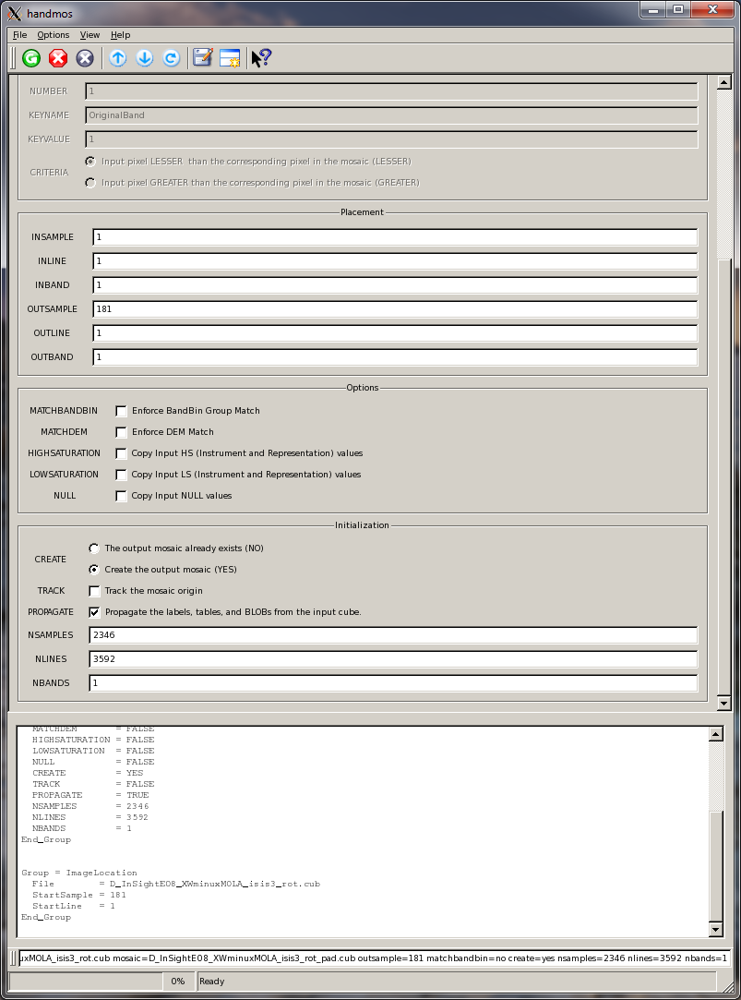 handmos
File Options View Help
NUMBER 1
KEYNAME OriginalBand
KEYVALUE 1
CRITERIA
Input pixel LESSER than the corresponding pixel in the mosaic (LESSER)
Input pixel GREATER than the corresponding pixel in the mosaic (GREATER)
Placement
INSAMPLE 1
INLINE 1
INBAND 1
OUTSAMPLE 181
OUTLINE 1
OUTBAND 1
Options
MATCHBANDBIN Enforce BandBin Group Match
MATCHDEM Enforce DEM Match
HIGHSATURATION Copy Input HS (Instrument and Representation) values
LOWSATURATION Copy Input LS (Instrument and Representation) values
NULL Copy Input NULL values
Initialization
CREATE
The output mosaic already exists (NO)
Create the output mosaic (YES)
TRACK Track the mosaic origin
PROPAGATE Propagate the labels, tables, and BLOBs from the input cube.
NSAMPLES 2346
NLINES 3592
NBANDS 1
MATCHDEM = FALSE
HIGHSATURATION = FALSE
LOWSATURATION = FALSE
NULL = FALSE
CREATE = YES
TRACK = FALSE
PROPAGATE = TRUE
NSAMPLES = 2346
NLINES = 3592
NBANDS = 1
End_Group
Group = ImageLocation
File = D_InSightE08_XWminuxMOLA_isis3_rot.cub
StartSample = 181
StartLine = 1
End_Group
uxMOLA_isis3_rot.cub mosaic=D_InSightE08_XWminuxMOLA_isis3_rot_pad.cub outsample=181 matchbandbin=no create=yes nsamples=2346 nlines=3592 nbands=1
0% Ready